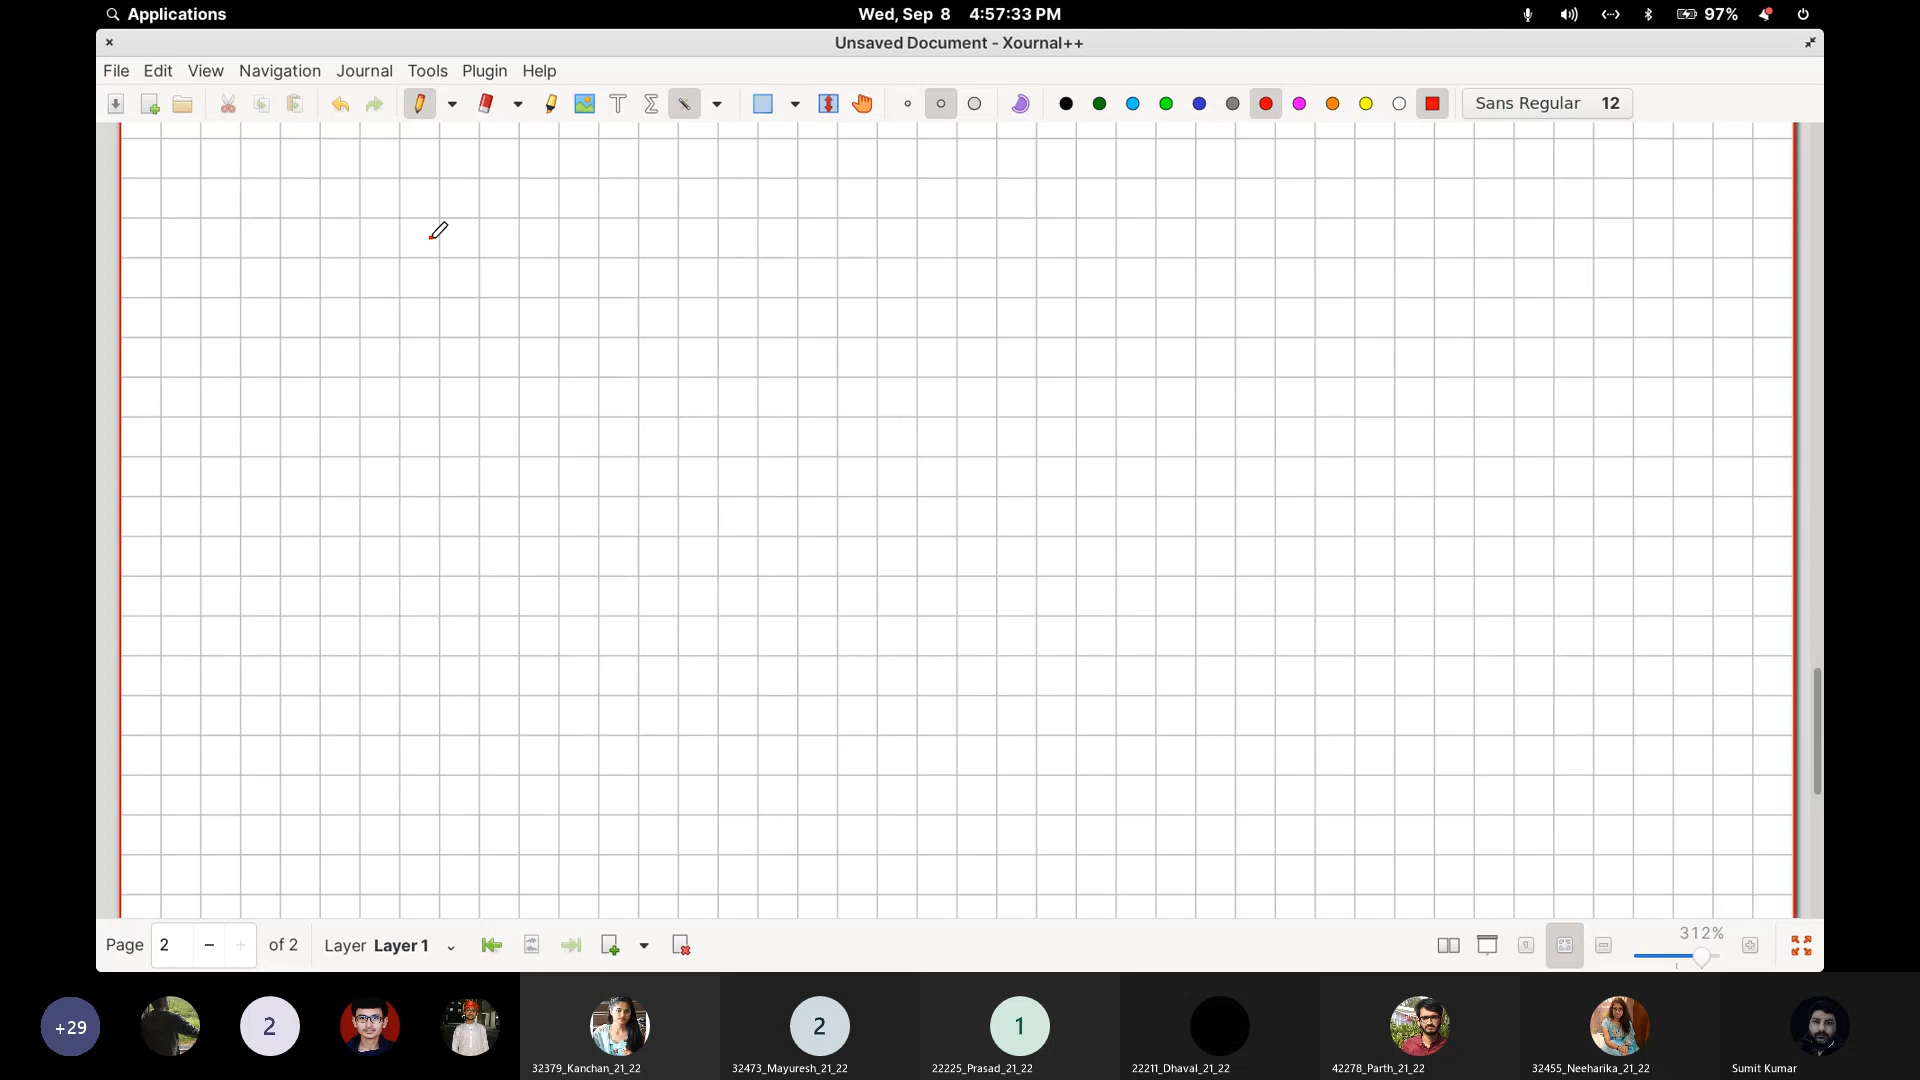 Applications
Wed, Sep 8 4:57:33 PM
97%
Unsaved Document - Xournal++
File Edit View Navigation Journal Tools Plugin Help
Sans Regular 12
Page 2 of 2 Layer Layer 1
312%
+29
2
2
1
32379_Kanchan_21_22
32473_Mayuresh_21_22
22225_Prasad_21_22
22211_Dhaval_21_22
42278_Parth_21_22
32455_Neeharika_21_22
Sumit Kumar